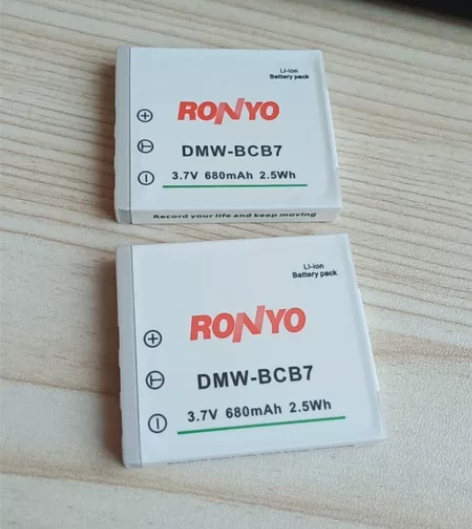 Li-ion
Battery pack
RONYO
DMW-BCB7
3.7V 680mAh 2.5Wh
Record your life and keep moving
Li-ion
Battery pack
RONYO
DMW-BCB7
3.7V 680mAh 2.5Wh